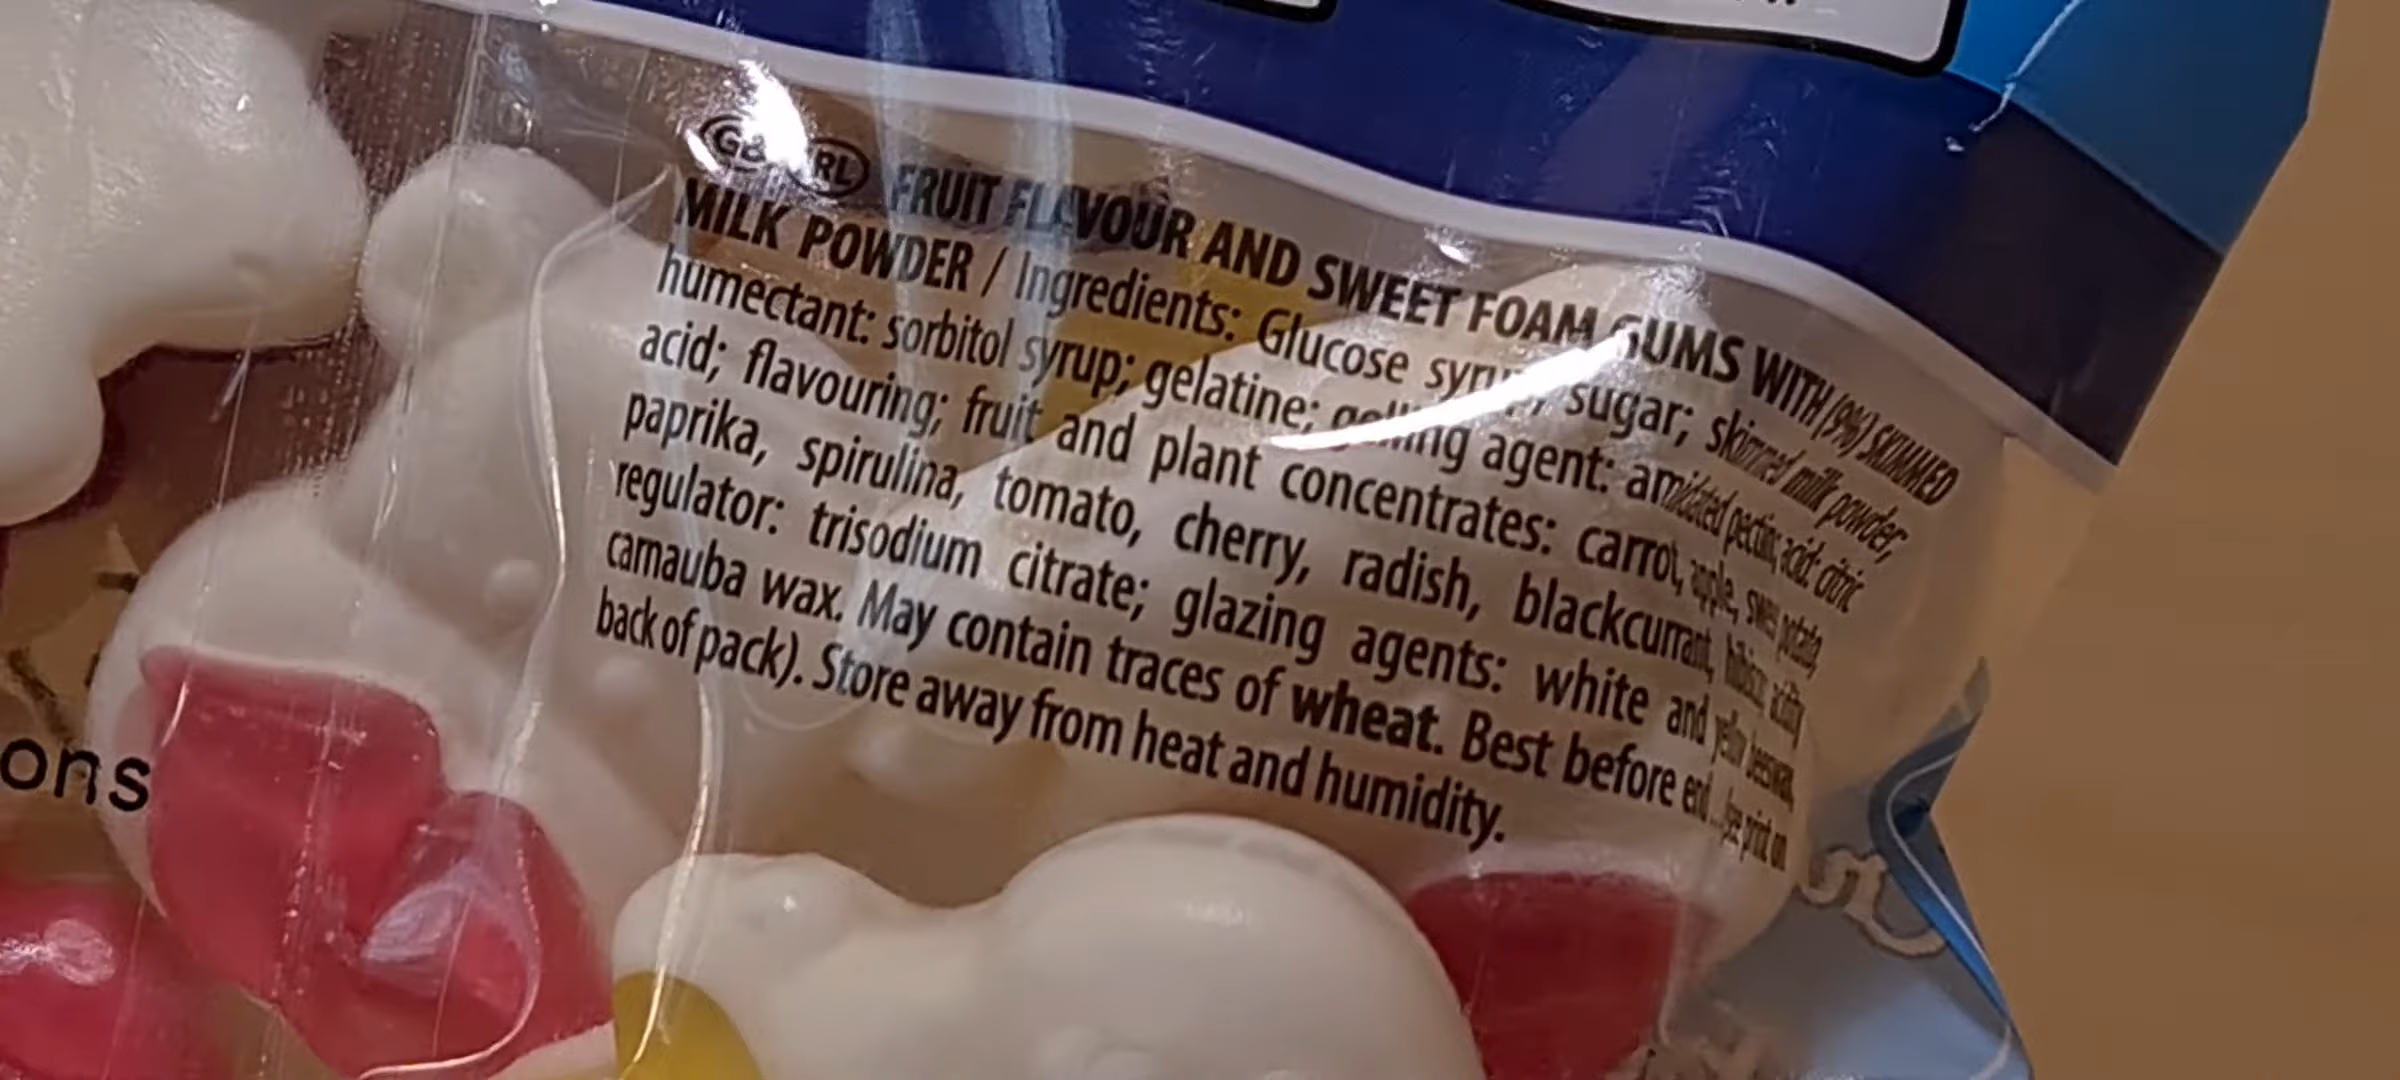 GB IRL FRUIT FLAVOUR AND SWEET FOAM GUMS WITH (9%) SKIMMED
MILK POWDER / Ingredients: Glucose syrup; sugar; skimmed milk powder;
humectant: sorbitol syrup; gelatine; gelling agent: amidated pectin; acid: citric
acid; flavouring; fruit and plant concentrates: carrot, apple, sweet potato,
paprika, spirulina, tomato, cherry, radish, blackcurrant, hibiscus; acidity
regulator: trisodium citrate; glazing agents: white and yellow beeswax,
carnauba wax. May contain traces of wheat. Best before end... (see print on
back of pack). Store away from heat and humidity.
ons